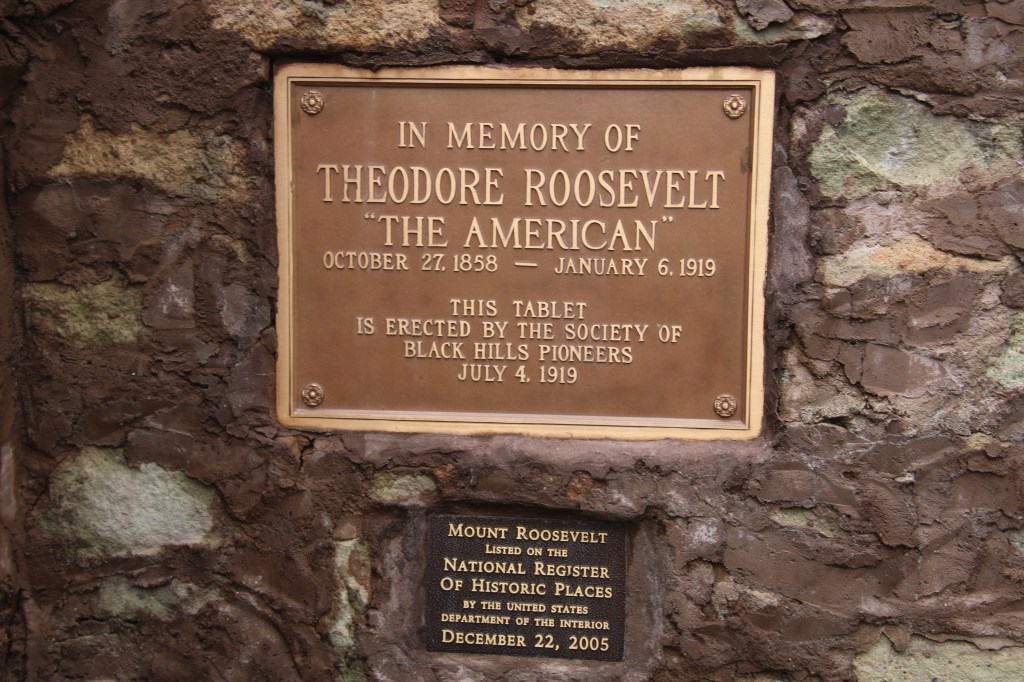 IN MEMORY OF
THEODORE ROOSEVELT
"THE AMERICAN"
OCTOBER 27, 1858 — JANUARY 6, 1919
THIS TABLET
IS ERECTED BY THE SOCIETY OF
BLACK HILLS PIONEERS
JULY 4, 1919
MOUNT ROOSEVELT
LISTED ON THE
NATIONAL REGISTER
OF HISTORIC PLACES
BY THE UNITED STATES
DEPARTMENT OF THE INTERIOR
DECEMBER 22, 2005